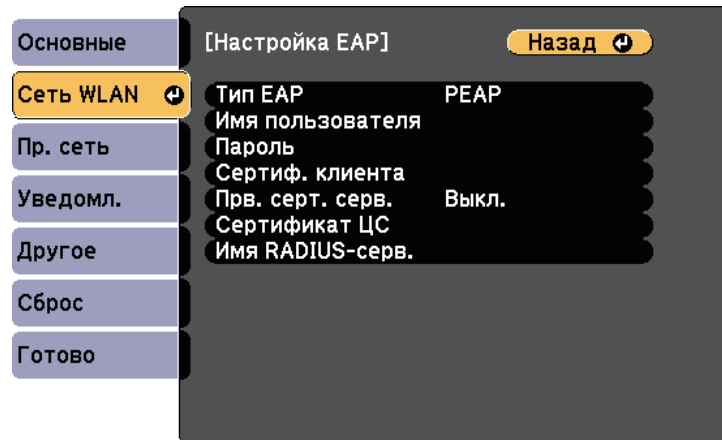 Основные
Сеть WLAN
Пр. сеть
Уведомл.
Другое
Сброс
Готово
[Настройка EAP]
Назад
Тип EAP PEAP
Имя пользователя
Пароль
Сертиф. клиента
Прв. серт. серв. Выкл.
Сертификат ЦС
Имя RADIUS-серв.